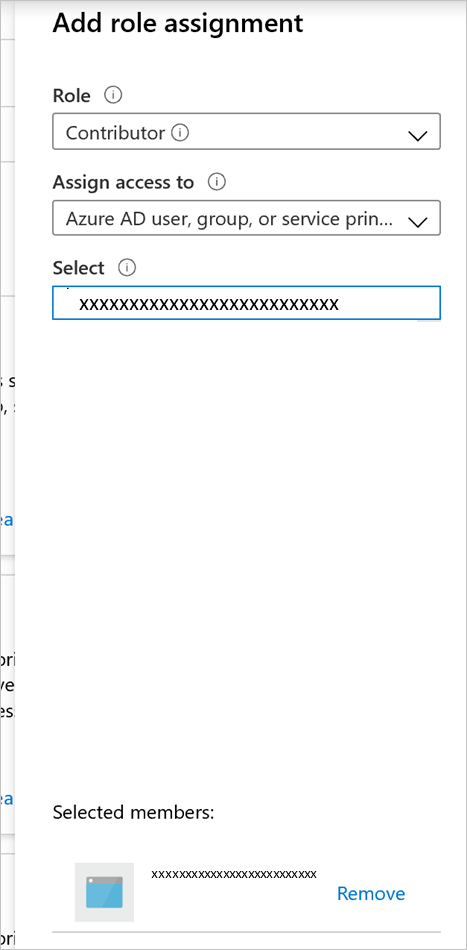 Add role assignment
Role
Contributor
Assign access to
Azure AD user, group, or service prin...
Select
xxxxxxxxxxxxxxxxxxxxxxxxxx
Selected members:
xxxxxxxxxxxxxxxxxxxxxxxxxx
Remove